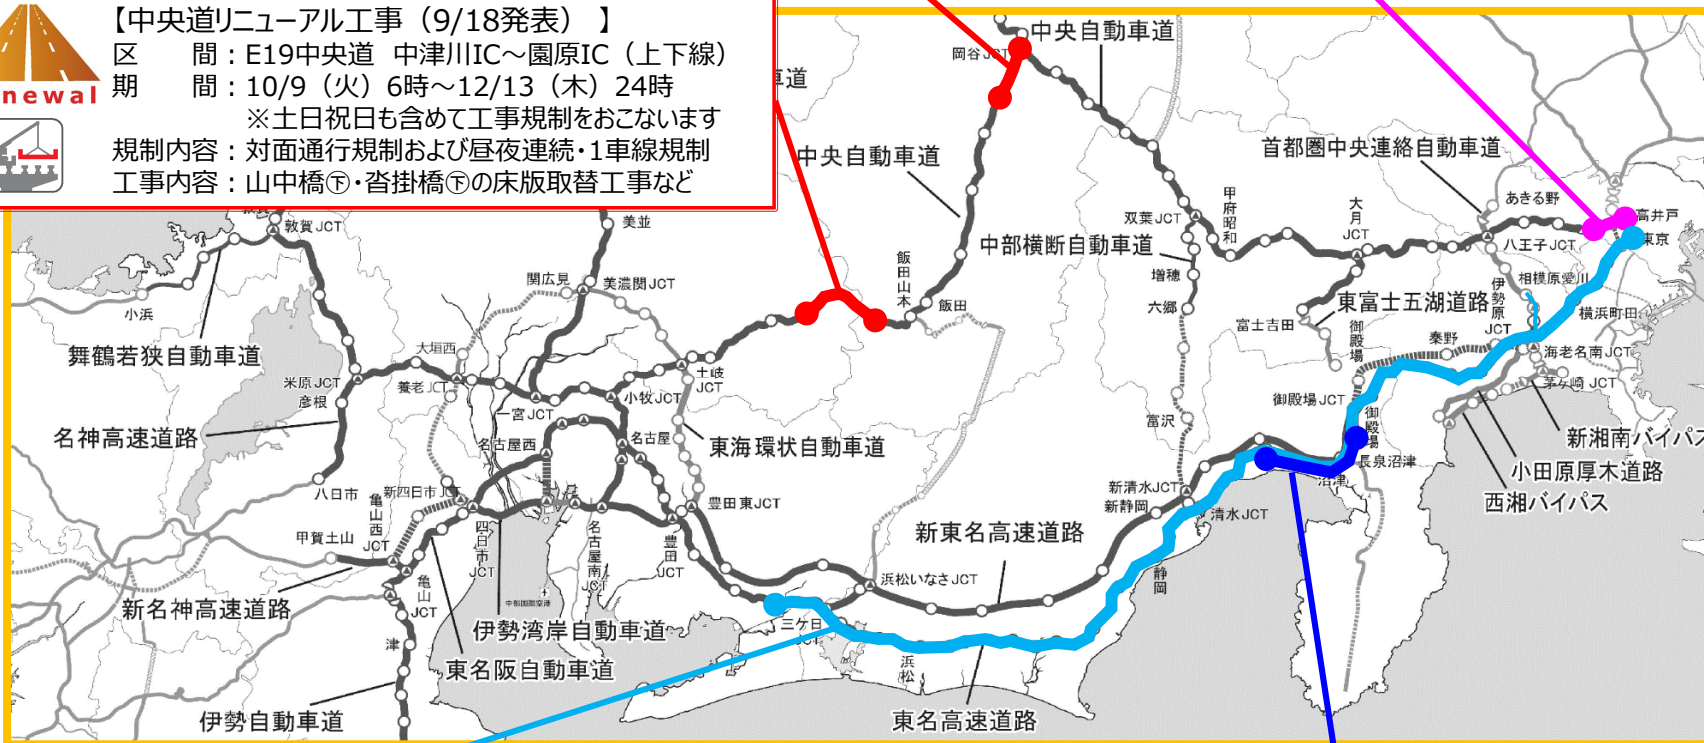 【中央道リニューアル工事（9/18発表）】
区　　間：E19中央道 中津川IC～園原IC（上下線）
期　　間：10/9（火）6時～12/13（木）24時
※土日祝日も含めて工事規制をおこないます
規制内容：対面通行規制および昼夜連続・1車線規制
工事内容：山中橋㊦・沓掛橋㊦の床版取替工事など
newal
中央自動車道
岡谷JCT
道
中央自動車道
首都圏中央連絡自動車道
あきる野
高井戸
東京
八王子JCT
大月JCT
甲府昭和
双葉JCT
中部横断自動車道
増穂
六郷
相模原愛川
伊勢原JCT
横浜町田
東富士五湖道路
富士吉田
御殿場
秦野
海老名南JCT
茅ヶ崎JCT
敦賀JCT
美並
飯田山本
飯田
関広見
美濃関JCT
小浜
舞鶴若狭自動車道
大垣西
米原JCT
彦根
養老JCT
土岐JCT
一宮JCT
小牧JCT
御殿場JCT
御殿場
富沢
名神高速道路
名古屋西
名古屋
東海環状自動車道
新湘南バイパス
小田原厚木道路
西湘バイパス
長泉沼津
沼津
八日市
亀山西JCT
新四日市JCT
豊田東JCT
新清水JCT
新静岡
清水JCT
甲賀土山
四日市JCT
名古屋南JCT
豊田JCT
新東名高速道路
静岡
浜松いなさJCT
亀山JCT
新名神高速道路
中部国際空港
伊勢湾岸自動車道
三ケ日JCT
津
東名阪自動車道
浜松
伊勢自動車道
東名高速道路